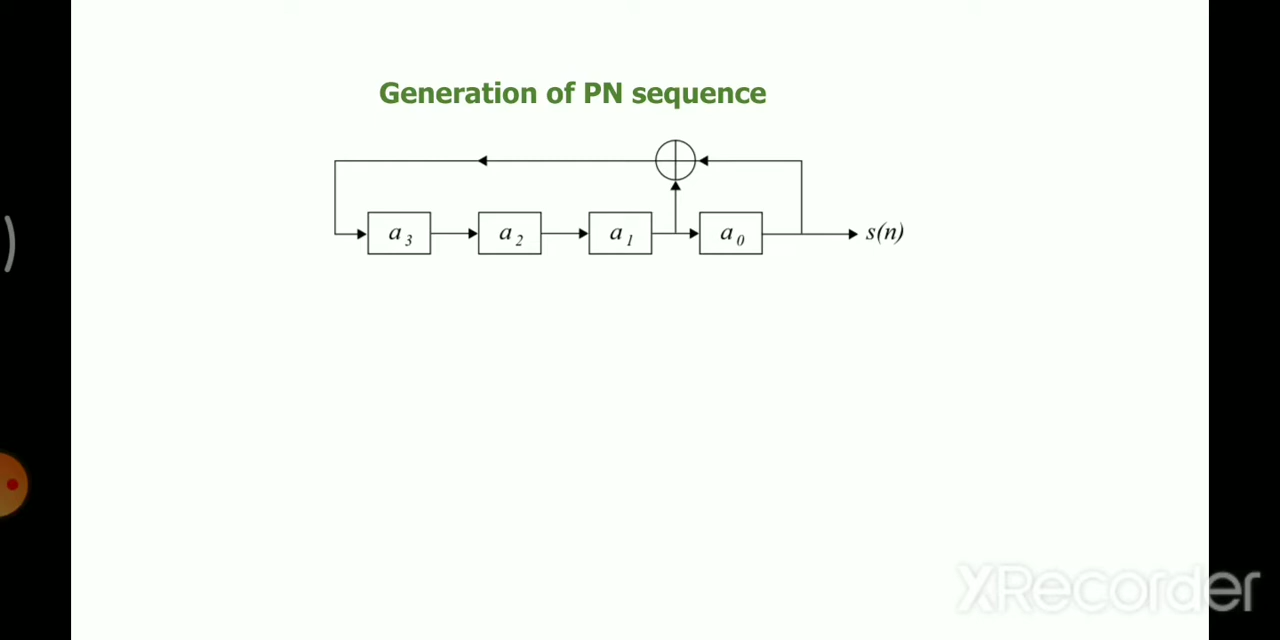 Generation of PN sequence
a3 a2 a1 a0 s(n)
)
XRecorder